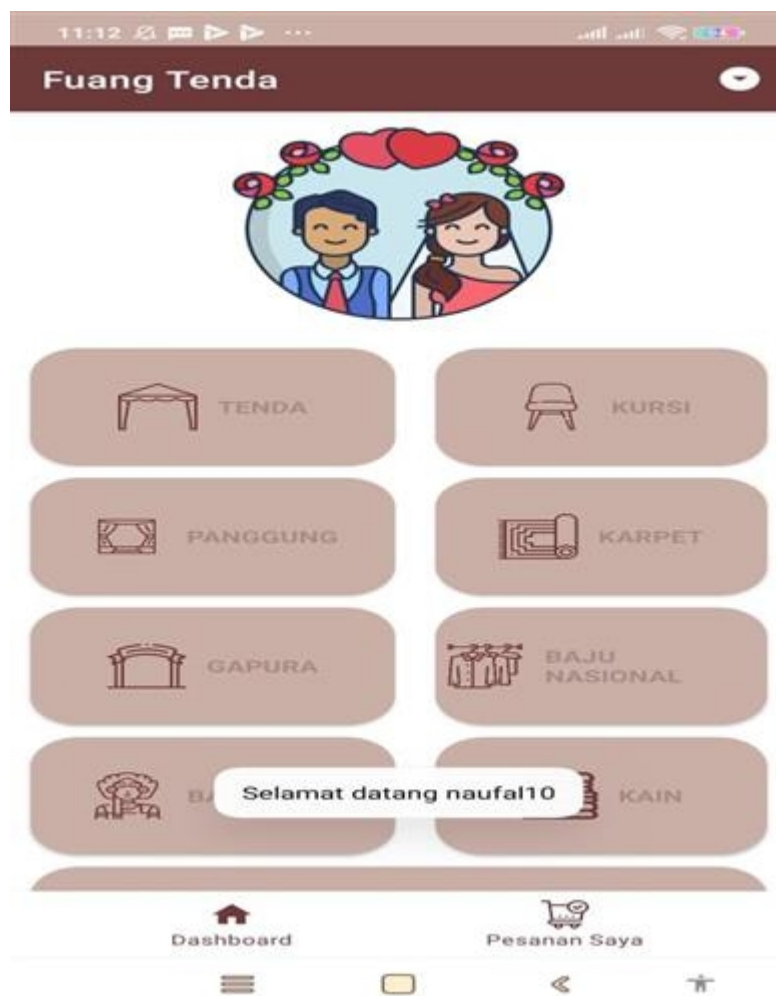 11:12
Fuang Tenda
TENDA
KURSI
PANGGUNG
KARPET
GAPURA
BAJU
NASIONAL
Selamat datang naufal10
KAIN
Dashboard
Pesanan Saya